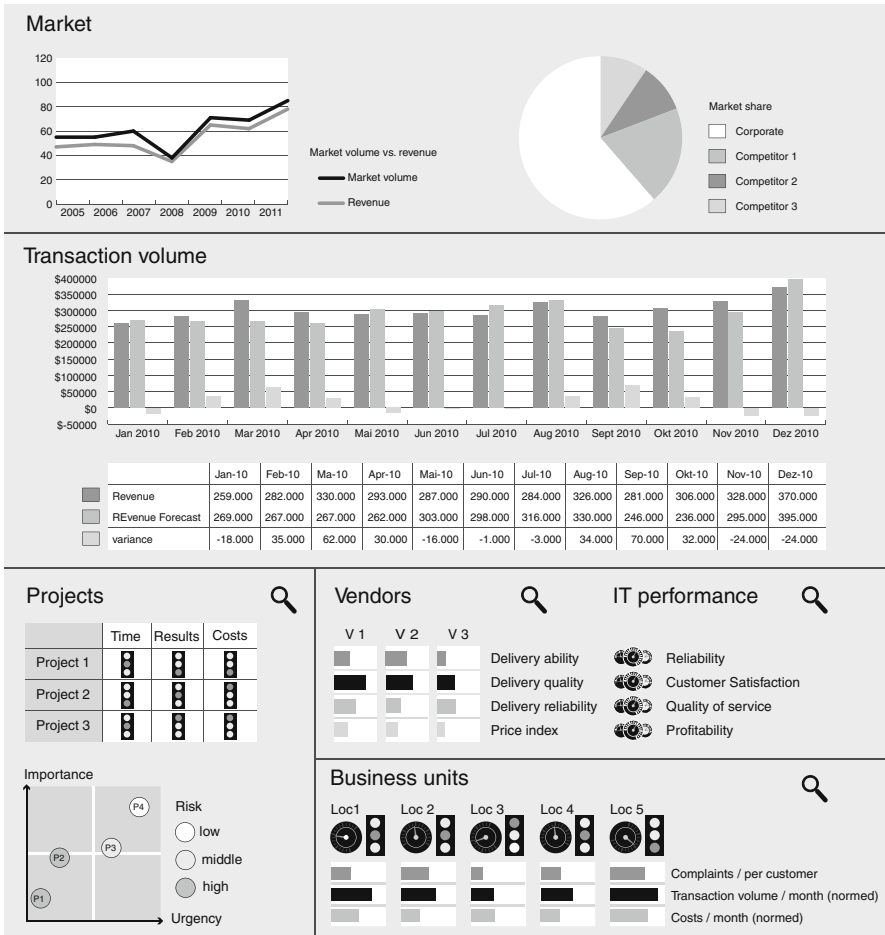 Market
120
100
80
60
40
20
0
2005 2006 2007 2008 2009 2010 2011
Market volume vs. revenue
Market volume
Revenue
Market share
Corporate
Competitor 1
Competitor 2
Competitor 3
Transaction volume
$400000
$350000
$300000
$250000
$200000
$150000
$100000
$50000
$0
$-50000
Jan 2010 Feb 2010 Mar 2010 Apr 2010 Mai 2010 Jun 2010 Jul 2010 Aug 2010 Sept 2010 Okt 2010 Nov 2010 Dez 2010
Jan-10 Feb-10 Ma-10 Apr-10 Mai-10 Jun-10 Jul-10 Aug-10 Sep-10 Okt-10 Nov-10 Dez-10
Revenue 259.000 282.000 330.000 293.000 287.000 290.000 284.000 326.000 281.000 306.000 328.000 370.000
REvenue Forecast 269.000 267.000 267.000 262.000 303.000 298.000 316.000 330.000 246.000 236.000 295.000 395.000
variance -18.000 35.000 62.000 30.000 -16.000 -1.000 -3.000 34.000 70.000 32.000 -24.000 -24.000
Projects
Time Results Costs
Project 1
Project 2
Project 3
Importance
P4
P3
P2
P1
Urgency
Risk
low
middle
high
Vendors
V 1 V 2 V 3
Delivery ability
Delivery quality
Delivery reliability
Price index
IT performance
Reliability
Customer Satisfaction
Quality of service
Profitability
Business units
Loc1 Loc 2 Loc 3 Loc 4 Loc 5
Complaints / per customer
Transaction volume / month (normed)
Costs / month (normed)